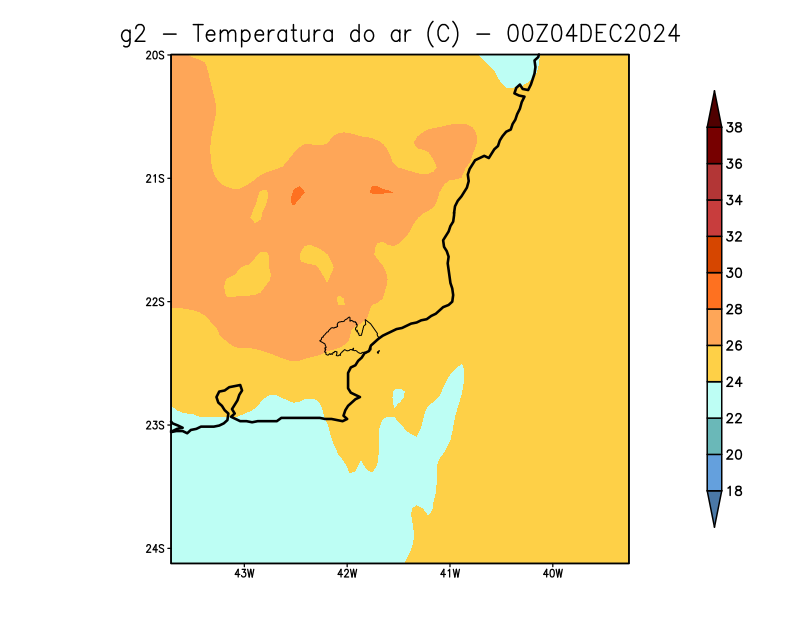 g2 – Temperatura do ar (C) – 00Z04DEC2024
20S
21S
22S
23S
24S
43W
42W
41W
40W
38
36
34
32
30
28
26
24
22
20
18